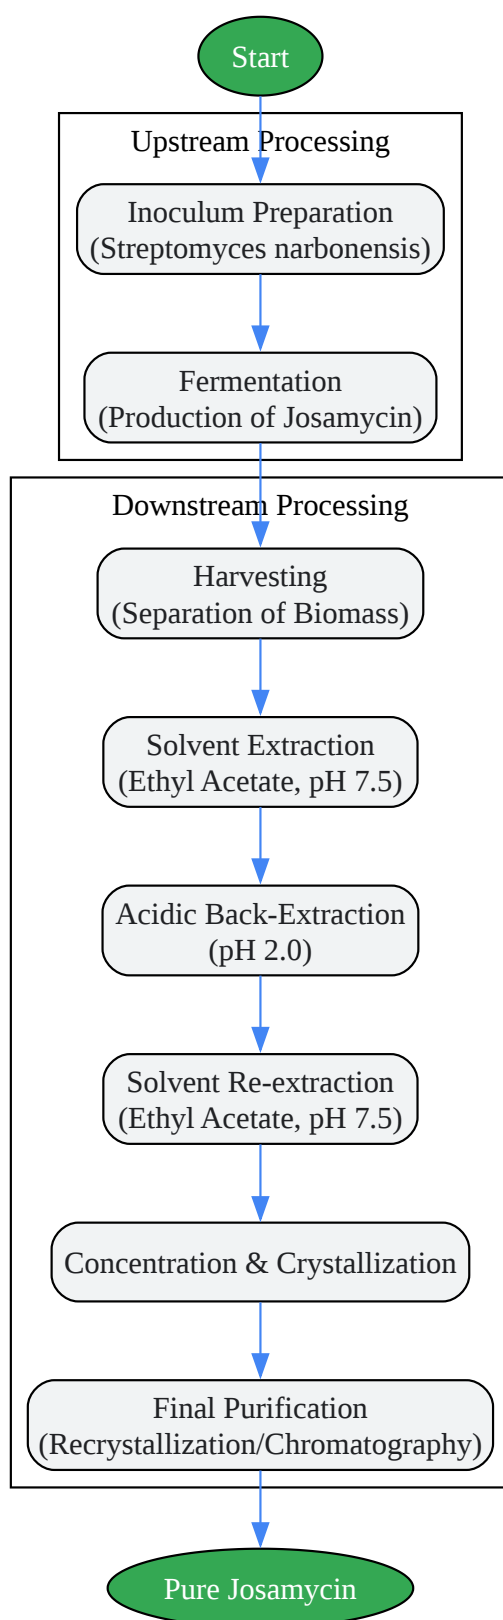 Start
Upstream Processing
Inoculum Preparation
(Streptomyces narbonensis)
Fermentation
(Production of Josamycin)
Downstream Processing
Harvesting
(Separation of Biomass)
Solvent Extraction
(Ethyl Acetate, pH 7.5)
Acidic Back-Extraction
(pH 2.0)
Solvent Re-extraction
(Ethyl Acetate, pH 7.5)
Concentration & Crystallization
Final Purification
(Recrystallization/Chromatography)
Pure Josamycin